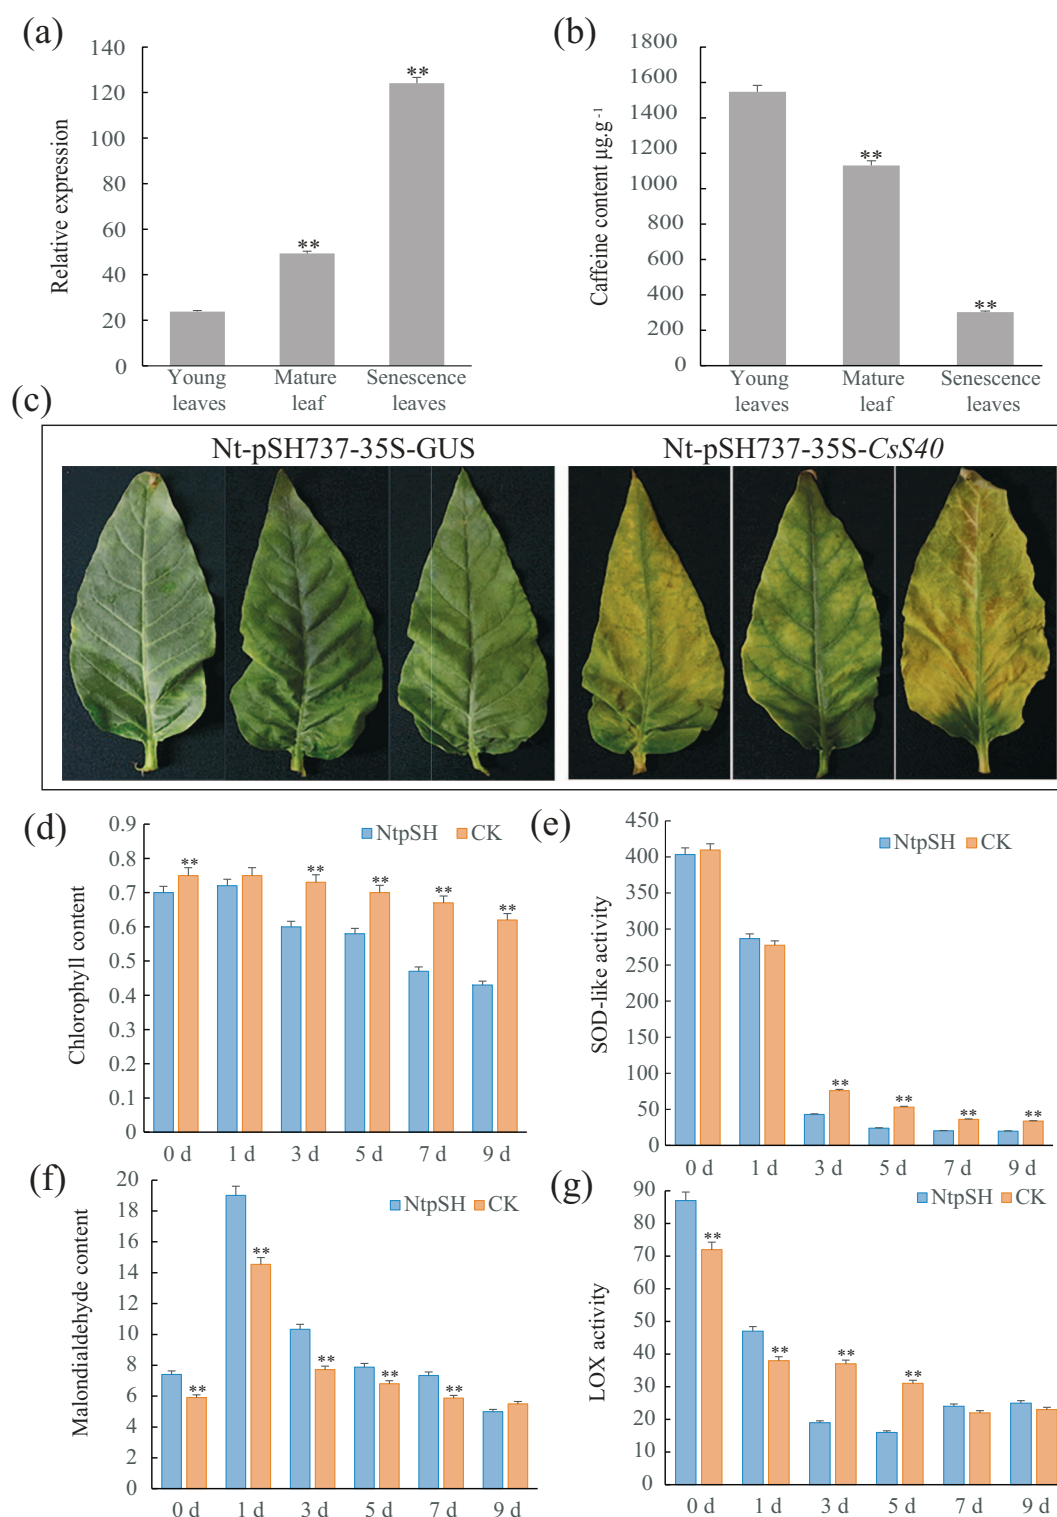 (a)
140
120
100
80
60
40
20
0
Relative expression
**
**
Young leaves
Mature leaf
Senescence leaves
(b)
1800
1600
1400
1200
1000
800
600
400
200
0
Caffeine content µg.g⁻¹
**
**
Young leaves
Mature leaf
Senescence leaves
(c)
Nt-pSH737-35S-GUS
Nt-pSH737-35S-CsS40
(d)
0.9
0.8
0.7
0.6
0.5
0.4
0.3
0.2
0.1
0
Chlorophyll content
NtpSH CK
**
**
**
**
**
0 d 1 d 3 d 5 d 7 d 9 d
(e)
450
400
350
300
250
200
150
100
50
0
SOD-like activity
NtpSH CK
**
**
**
**
0 d 1 d 3 d 5 d 7 d 9 d
(f)
20
18
16
14
12
10
8
6
4
2
0
Malondialdehyde content
NtpSH CK
**
**
**
**
**
0 d 1 d 3 d 5 d 7 d 9 d
(g)
90
80
70
60
50
40
30
20
10
0
LOX activity
NtpSH CK
**
**
**
**
0 d 1 d 3 d 5 d 7 d 9 d